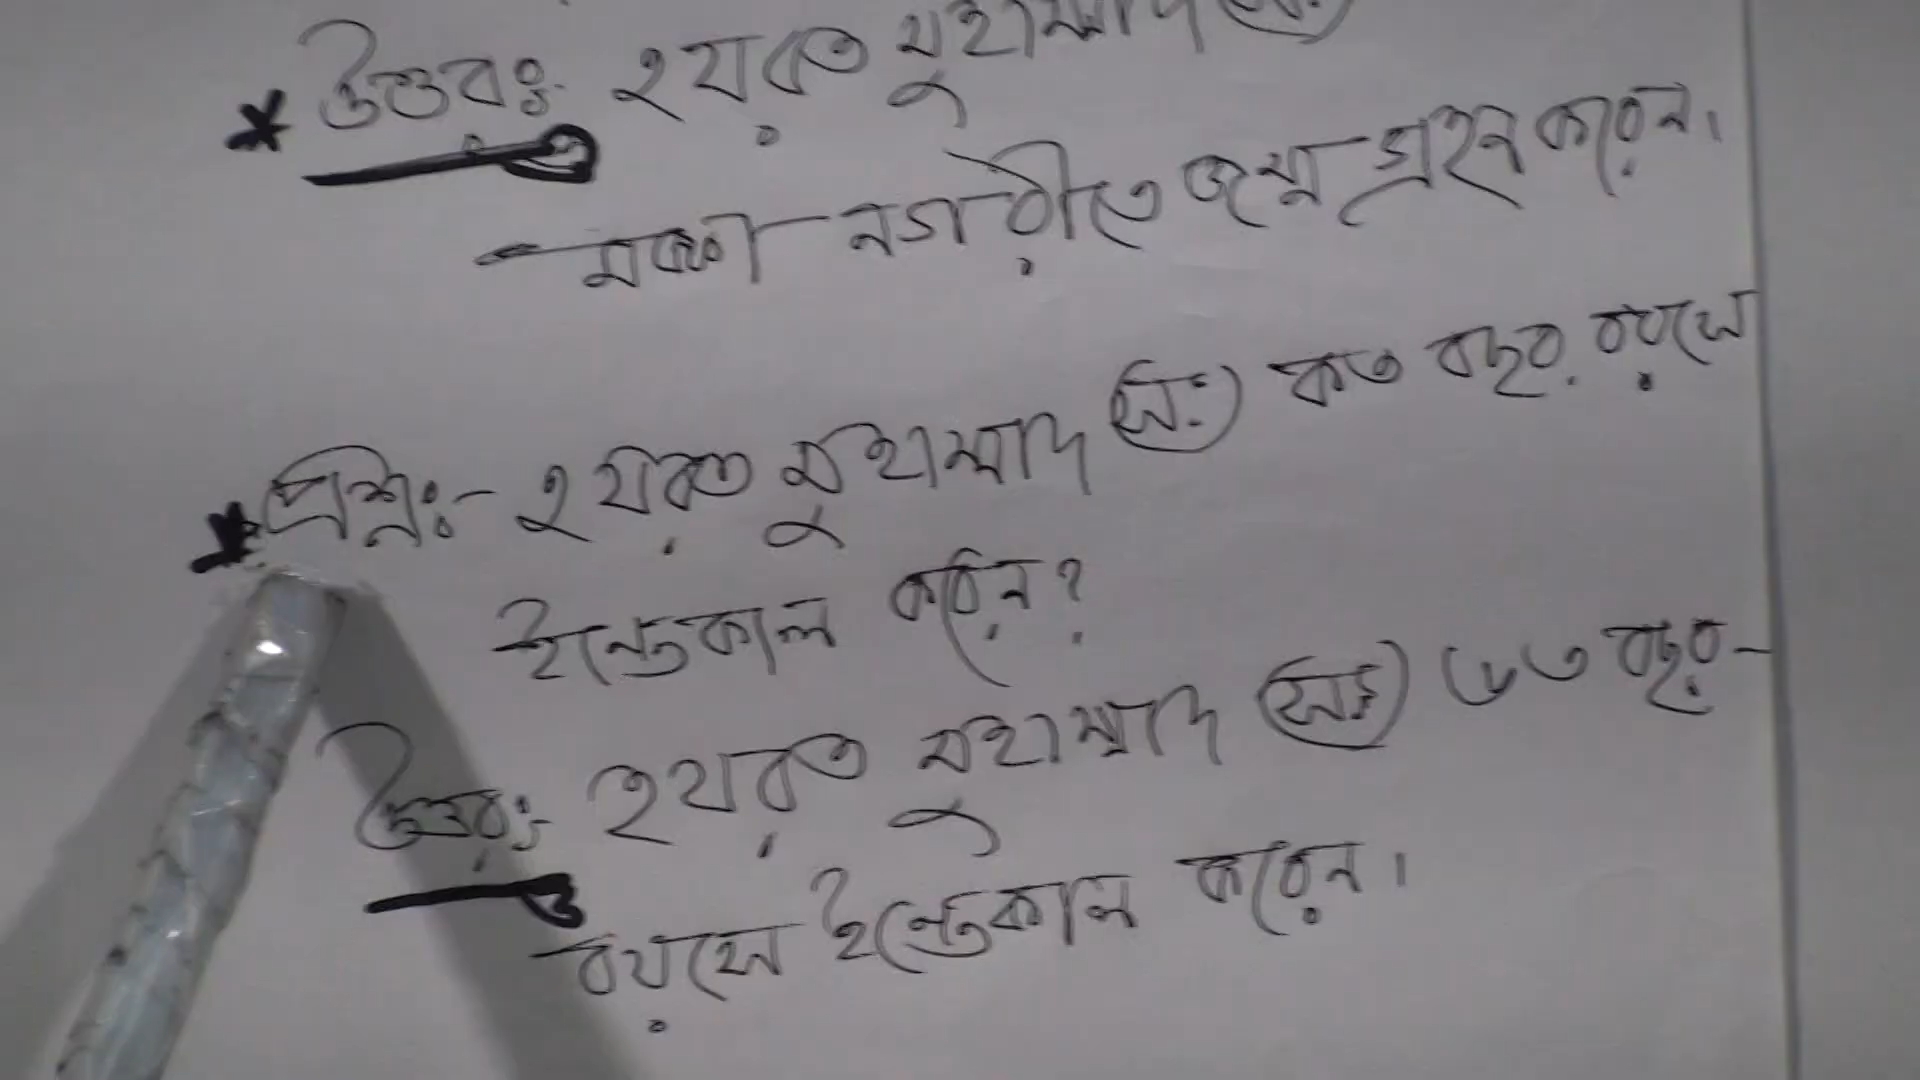 * উত্তরঃ- হযরত মুহাম্মাদ (সঃ)
মক্কা নগরীতে জন্ম গ্রহন করেন।
* প্রশ্নঃ- হযরত মুহাম্মাদ (সঃ) কত বছর বয়সে
ইন্তেকাল করেন?
উত্তরঃ- হযরত মুহাম্মাদ (সঃ) ৬৩ বছর-
বয়সে ইন্তেকাল করেন।